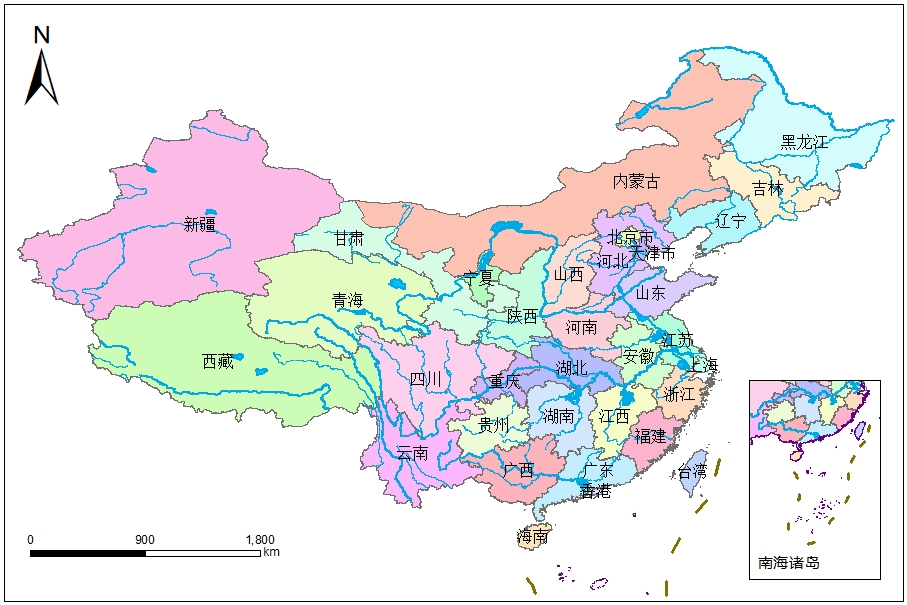 N
黑龙江
内蒙古
吉林
新疆
辽宁
甘肃
北京市
天津市
河北
宁夏
山西
青海
山东
陕西
河南
江苏
西藏
安徽
上海
湖北
四川
重庆
浙江
湖南
江西
贵州
福建
云南
广西
广东
台湾
香港
海南
0 900 1,800
km
南海诸岛